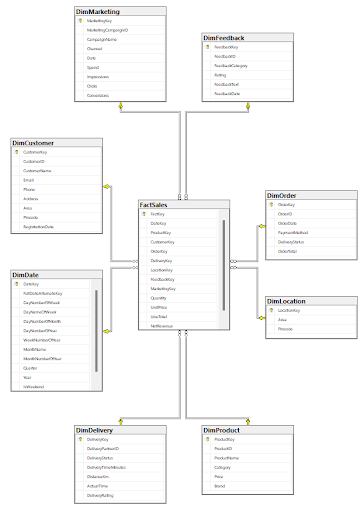 DimMarketing
MarketingKey
MarketingCampaignID
CampaignName
Channel
Date
Spend
Impressions
Clicks
Conversions
DimFeedback
FeedbackKey
FeedbackID
FeedbackCategory
Rating
FeedbackText
FeedbackDate
DimCustomer
CustomerKey
CustomerID
CustomerName
Email
Phone
Address
Area
Pincode
RegistrationDate
FactSales
FactKey
DateKey
ProductKey
CustomerKey
OrderKey
DeliveryKey
LocationKey
FeedbackKey
MarketingKey
Quantity
UnitPrice
LineTotal
NetRevenue
DimOrder
OrderKey
OrderID
OrderDate
PaymentMethod
DeliveryStatus
OrderTotal
DimDate
DateKey
FullDateAlternateKey
DayNumberOfWeek
DayNameOfWeek
DayNumberOfMonth
DayNumberOfYear
WeekNumberOfYear
MonthName
MonthNumberOfYear
Quarter
Year
IsWeekend
DimLocation
LocationKey
Area
Pincode
DimDelivery
DeliveryKey
DeliveryPartnerID
DeliveryStatus
DeliveryTimeMinutes
DistanceKm
ActualTime
DeliveryRating
DimProduct
ProductKey
ProductID
ProductName
Category
Price
Brand